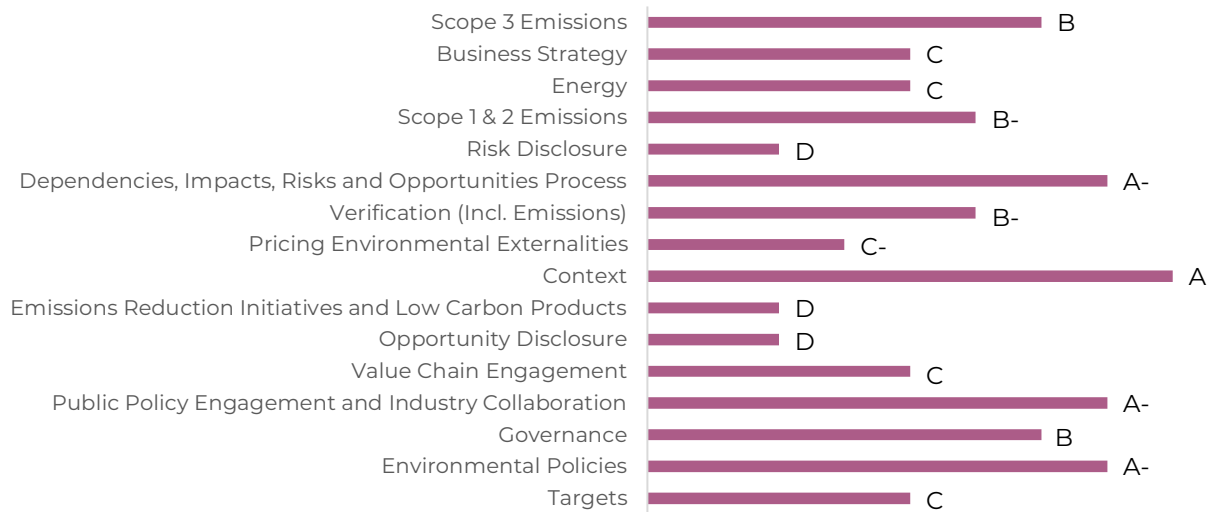 Scope 3 Emissions B
Business Strategy C
Energy C
Scope 1 & 2 Emissions B-
Risk Disclosure D
Dependencies, Impacts, Risks and Opportunities Process A-
Verification (Incl. Emissions) B-
Pricing Environmental Externalities C-
Context A
Emissions Reduction Initiatives and Low Carbon Products D
Opportunity Disclosure D
Value Chain Engagement C
Public Policy Engagement and Industry Collaboration A-
Governance B
Environmental Policies A-
Targets C